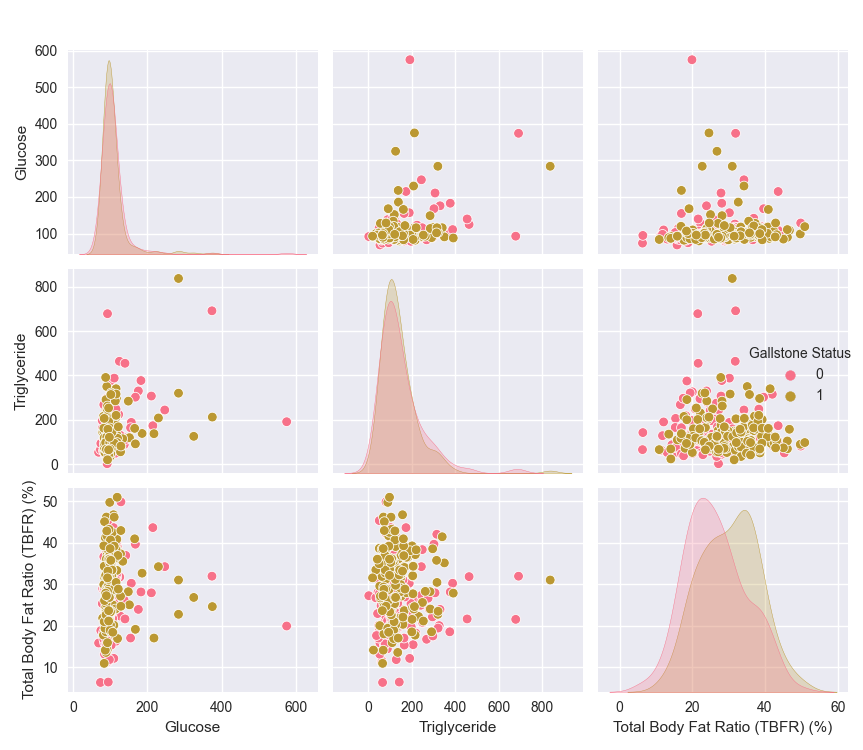 600
500
400
300
200
100
Glucose
800
600
400
200
0
Triglyceride
Gallstone Status
0
1
50
40
30
20
10
Total Body Fat Ratio (TBFR) (%)
0 200 400 600
Glucose
0 200 400 600 800
Triglyceride
0 20 40 60
Total Body Fat Ratio (TBFR) (%)